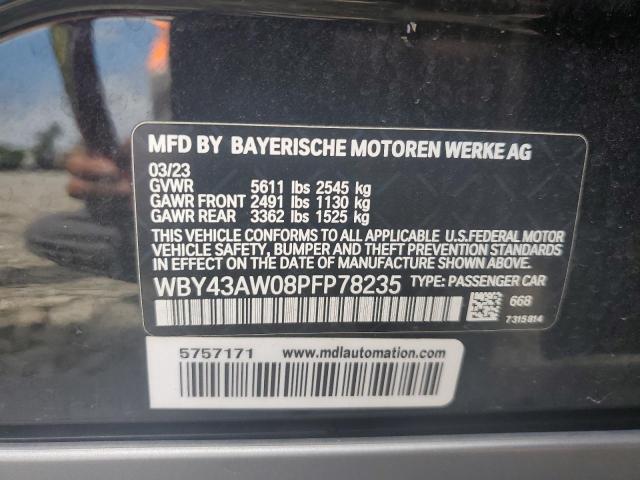 MFD BY BAYERISCHE MOTOREN WERKE AG
03/23
GVWR 5611 lbs 2545 kg
GAWR FRONT 2491 lbs 1130 kg
GAWR REAR 3362 lbs 1525 kg
THIS VEHICLE CONFORMS TO ALL APPLICABLE U.S.FEDERAL MOTOR
VEHICLE SAFETY, BUMPER AND THEFT PREVENTION STANDARDS
IN EFFECT ON THE DATE OF MANUFACTURE SHOWN ABOVE.
WBY43AW08PFP78235 TYPE: PASSENGER CAR
668
7315814
5757171 www.mdlautomation.com